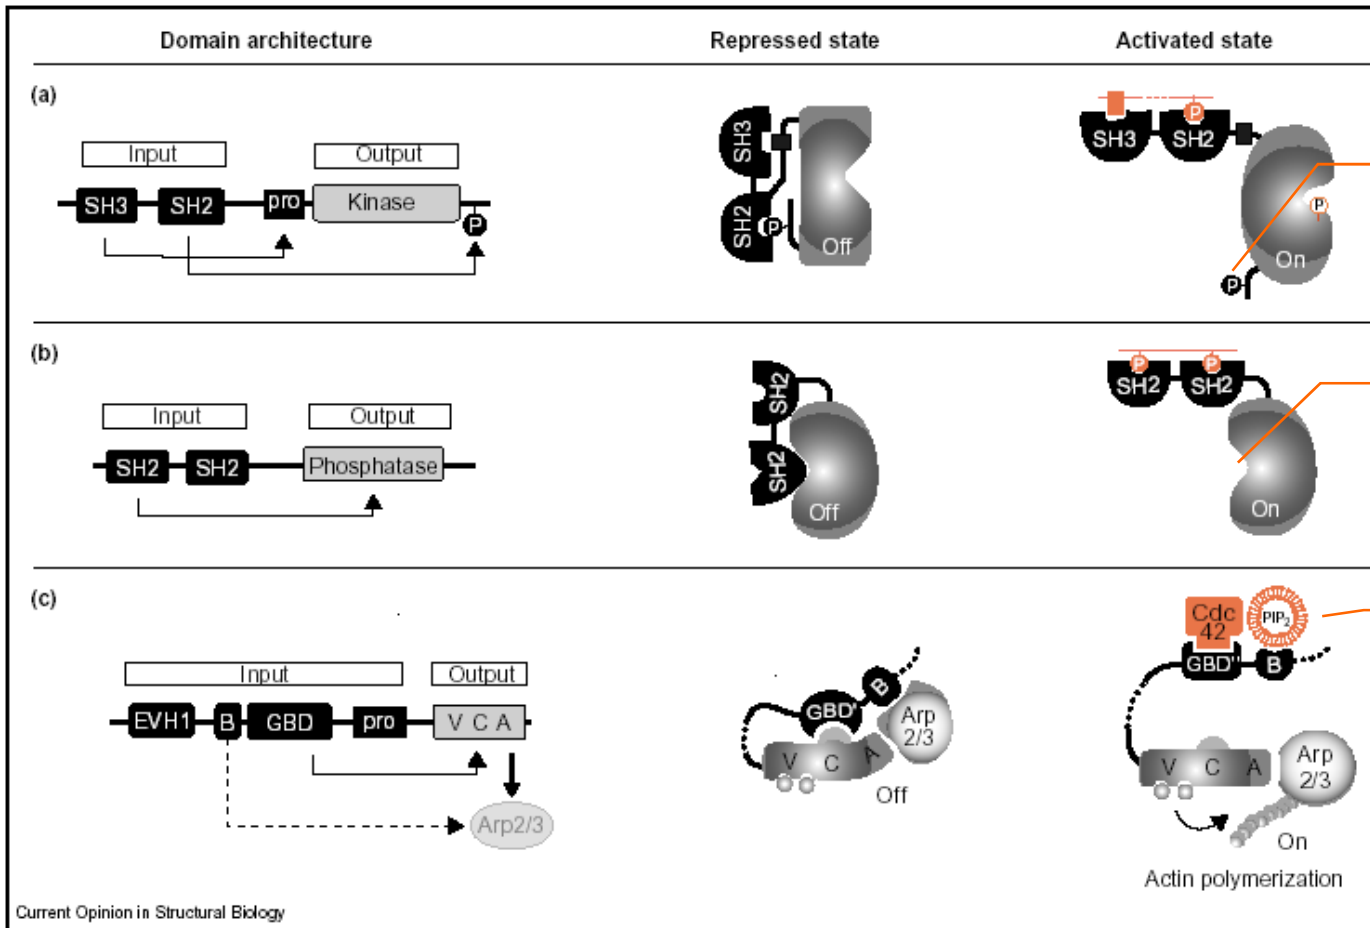 Domain architecture
Repressed state
Activated state
(a)
Input
Output
SH3
SH2
pro
Kinase
P
SH3
SH2
P
Off
SH3
SH2
P
P
On
P
(b)
Input
Output
SH2
SH2
Phosphatase
SH2
SH2
Off
P
P
SH2
SH2
On
(c)
Input
Output
EVH1
B
GBD
pro
V C A
Arp2/3
B
GBD'
Arp
2/3
V C A
Off
Cdc
42
PIP2
GBD'
B
V C A
Arp
2/3
On
Actin polymerization
Current Opinion in Structural Biology